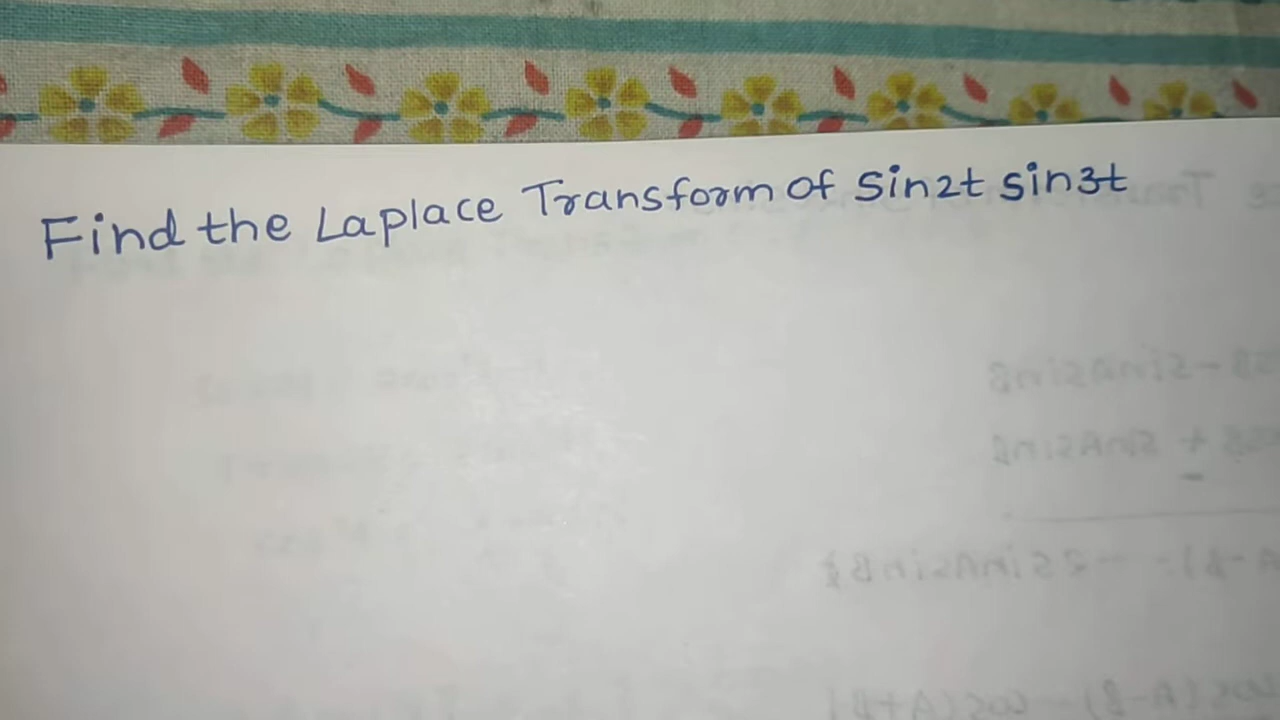 Find the Laplace Transform of sin2t sin3t